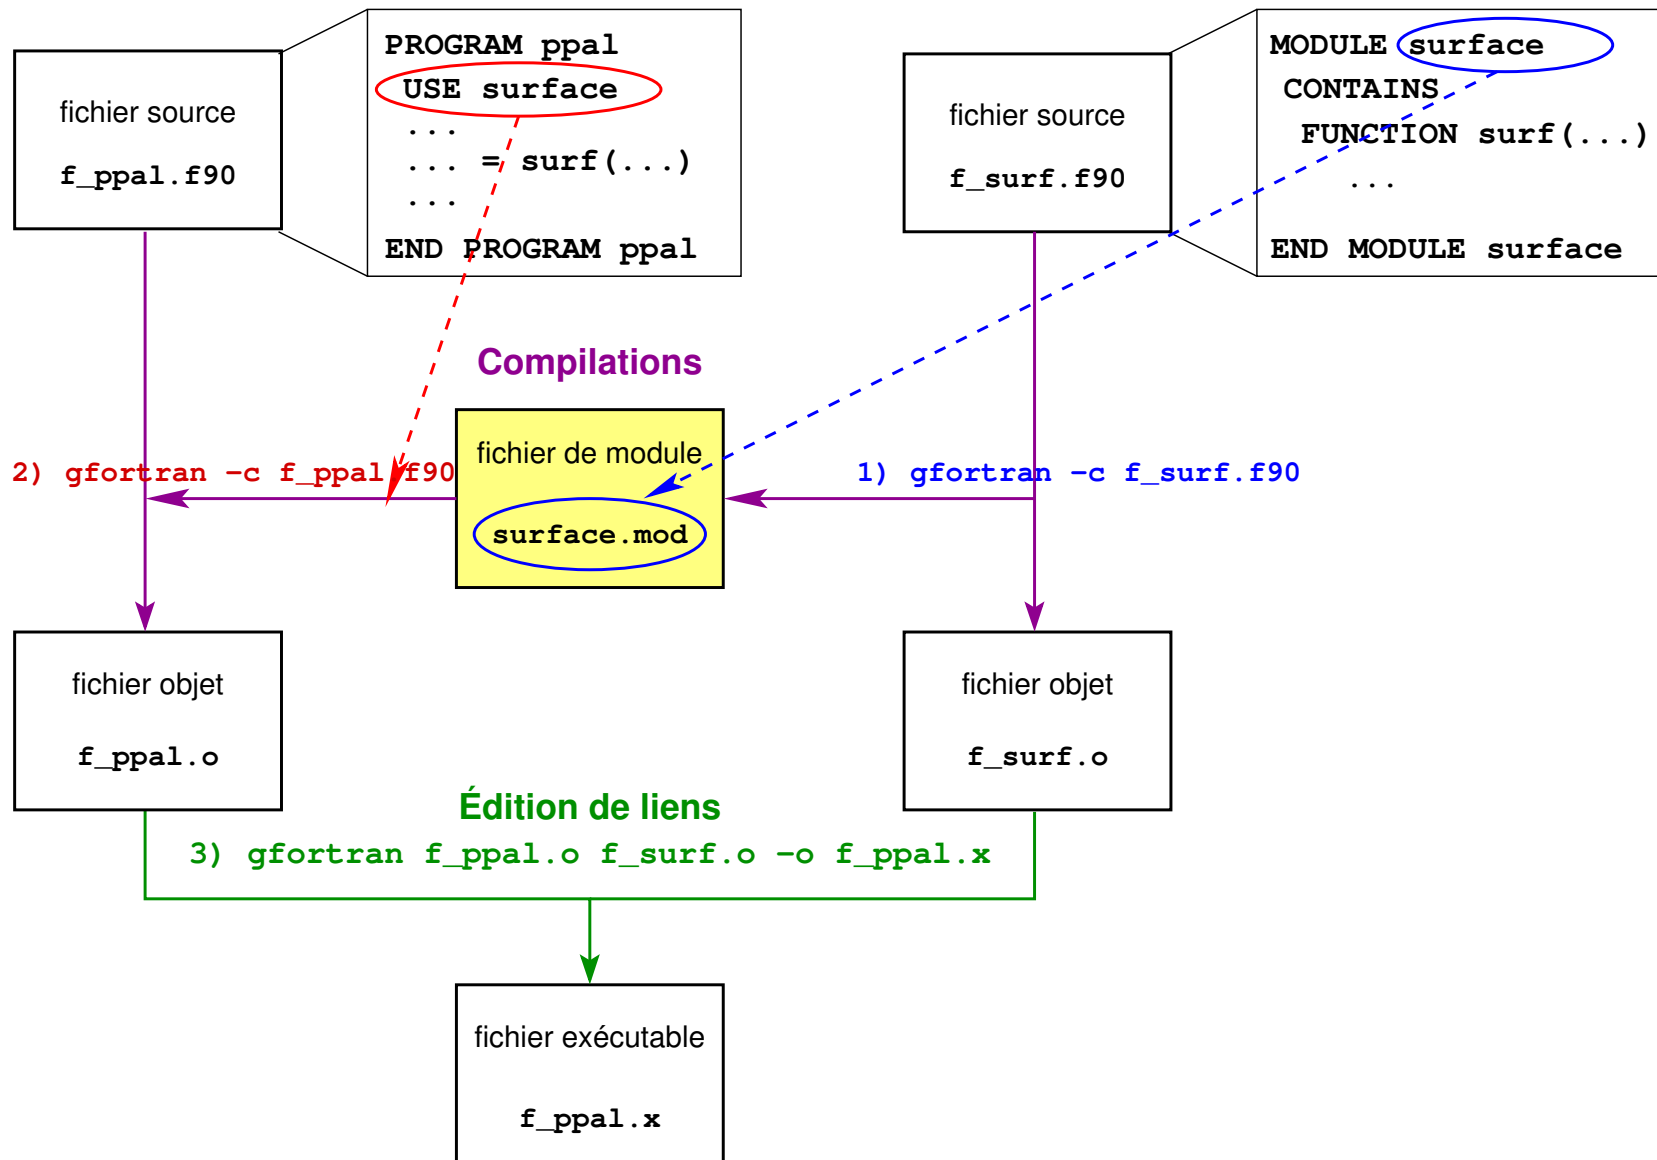 fichier source
f_ppal.f90
PROGRAM ppal
USE surface
...
... = surf(...)
...
END PROGRAM ppal
fichier source
f_surf.f90
MODULE surface
CONTAINS
FUNCTION surf(...)
...
END MODULE surface
Compilations
2) gfortran -c f_ppal.f90
fichier de module
surface.mod
1) gfortran -c f_surf.f90
fichier objet
f_ppal.o
fichier objet
f_surf.o
Édition de liens
3) gfortran f_ppal.o f_surf.o -o f_ppal.x
fichier exécutable
f_ppal.x